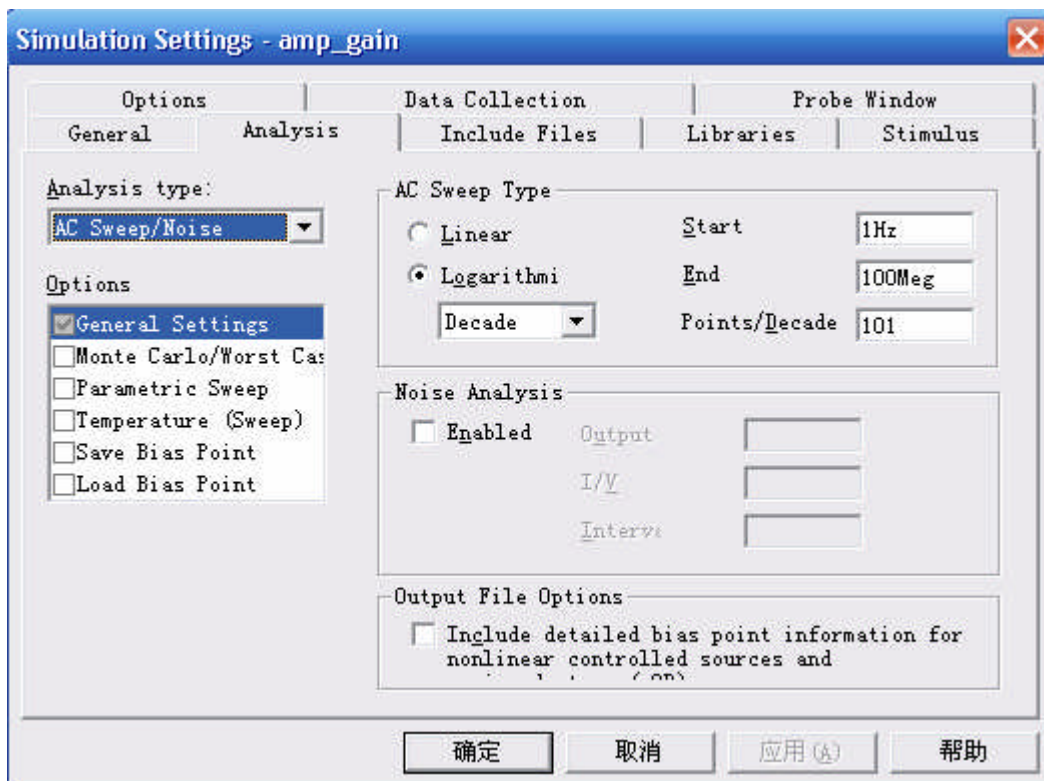 Simulation Settings - amp_gain
Options Data Collection Probe Window
General Analysis Include Files Libraries Stimulus
Analysis type:
AC Sweep/Noise
Options
General Settings
Monte Carlo/Worst Cas
Parametric Sweep
Temperature (Sweep)
Save Bias Point
Load Bias Point
AC Sweep Type
Linear
Logarithmi
Decade
Start 1Hz
End 100Meg
Points/Decade 101
Noise Analysis
Enabled
Output
I/V
Interva
Output File Options
Include detailed bias point information for
nonlinear controlled sources and
确定 取消 应用(A) 帮助